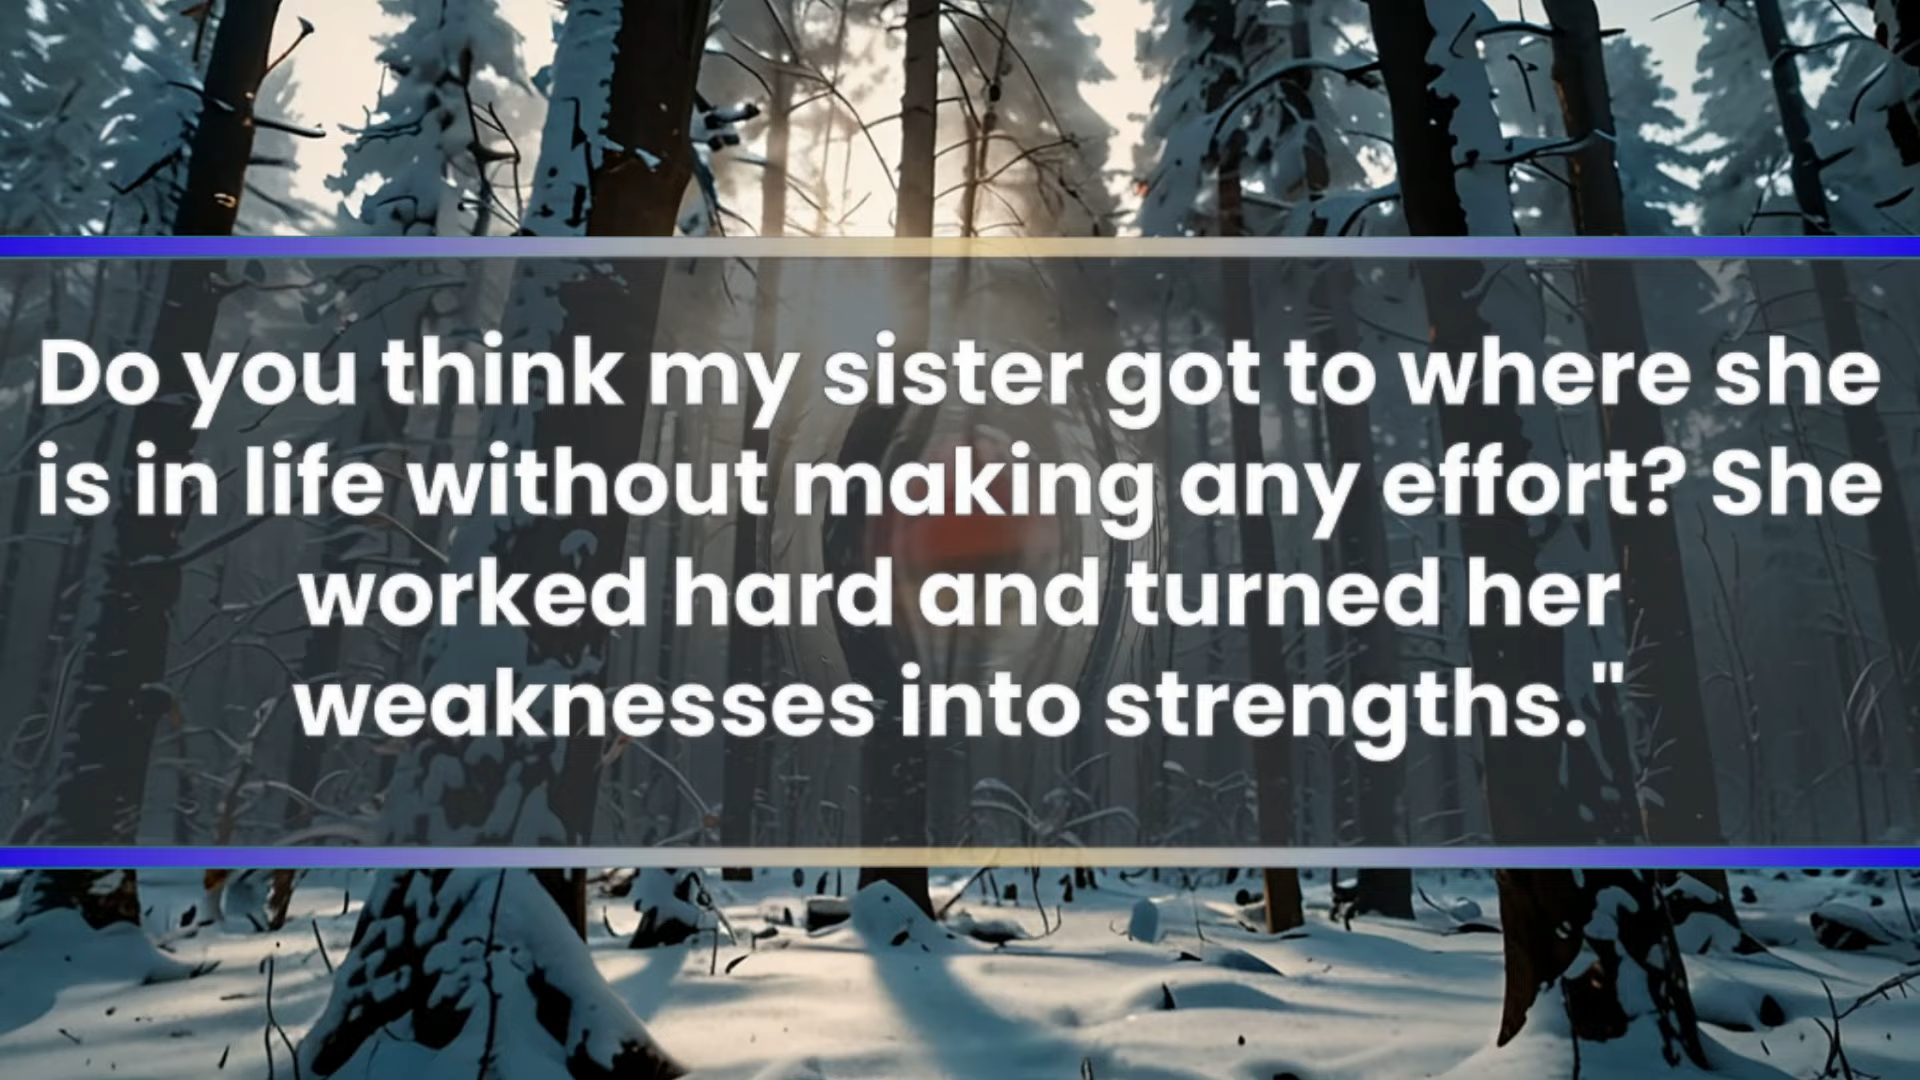 Do you think my sister got to where she
is in life without making any effort? She
worked hard and turned her
weaknesses into strengths."